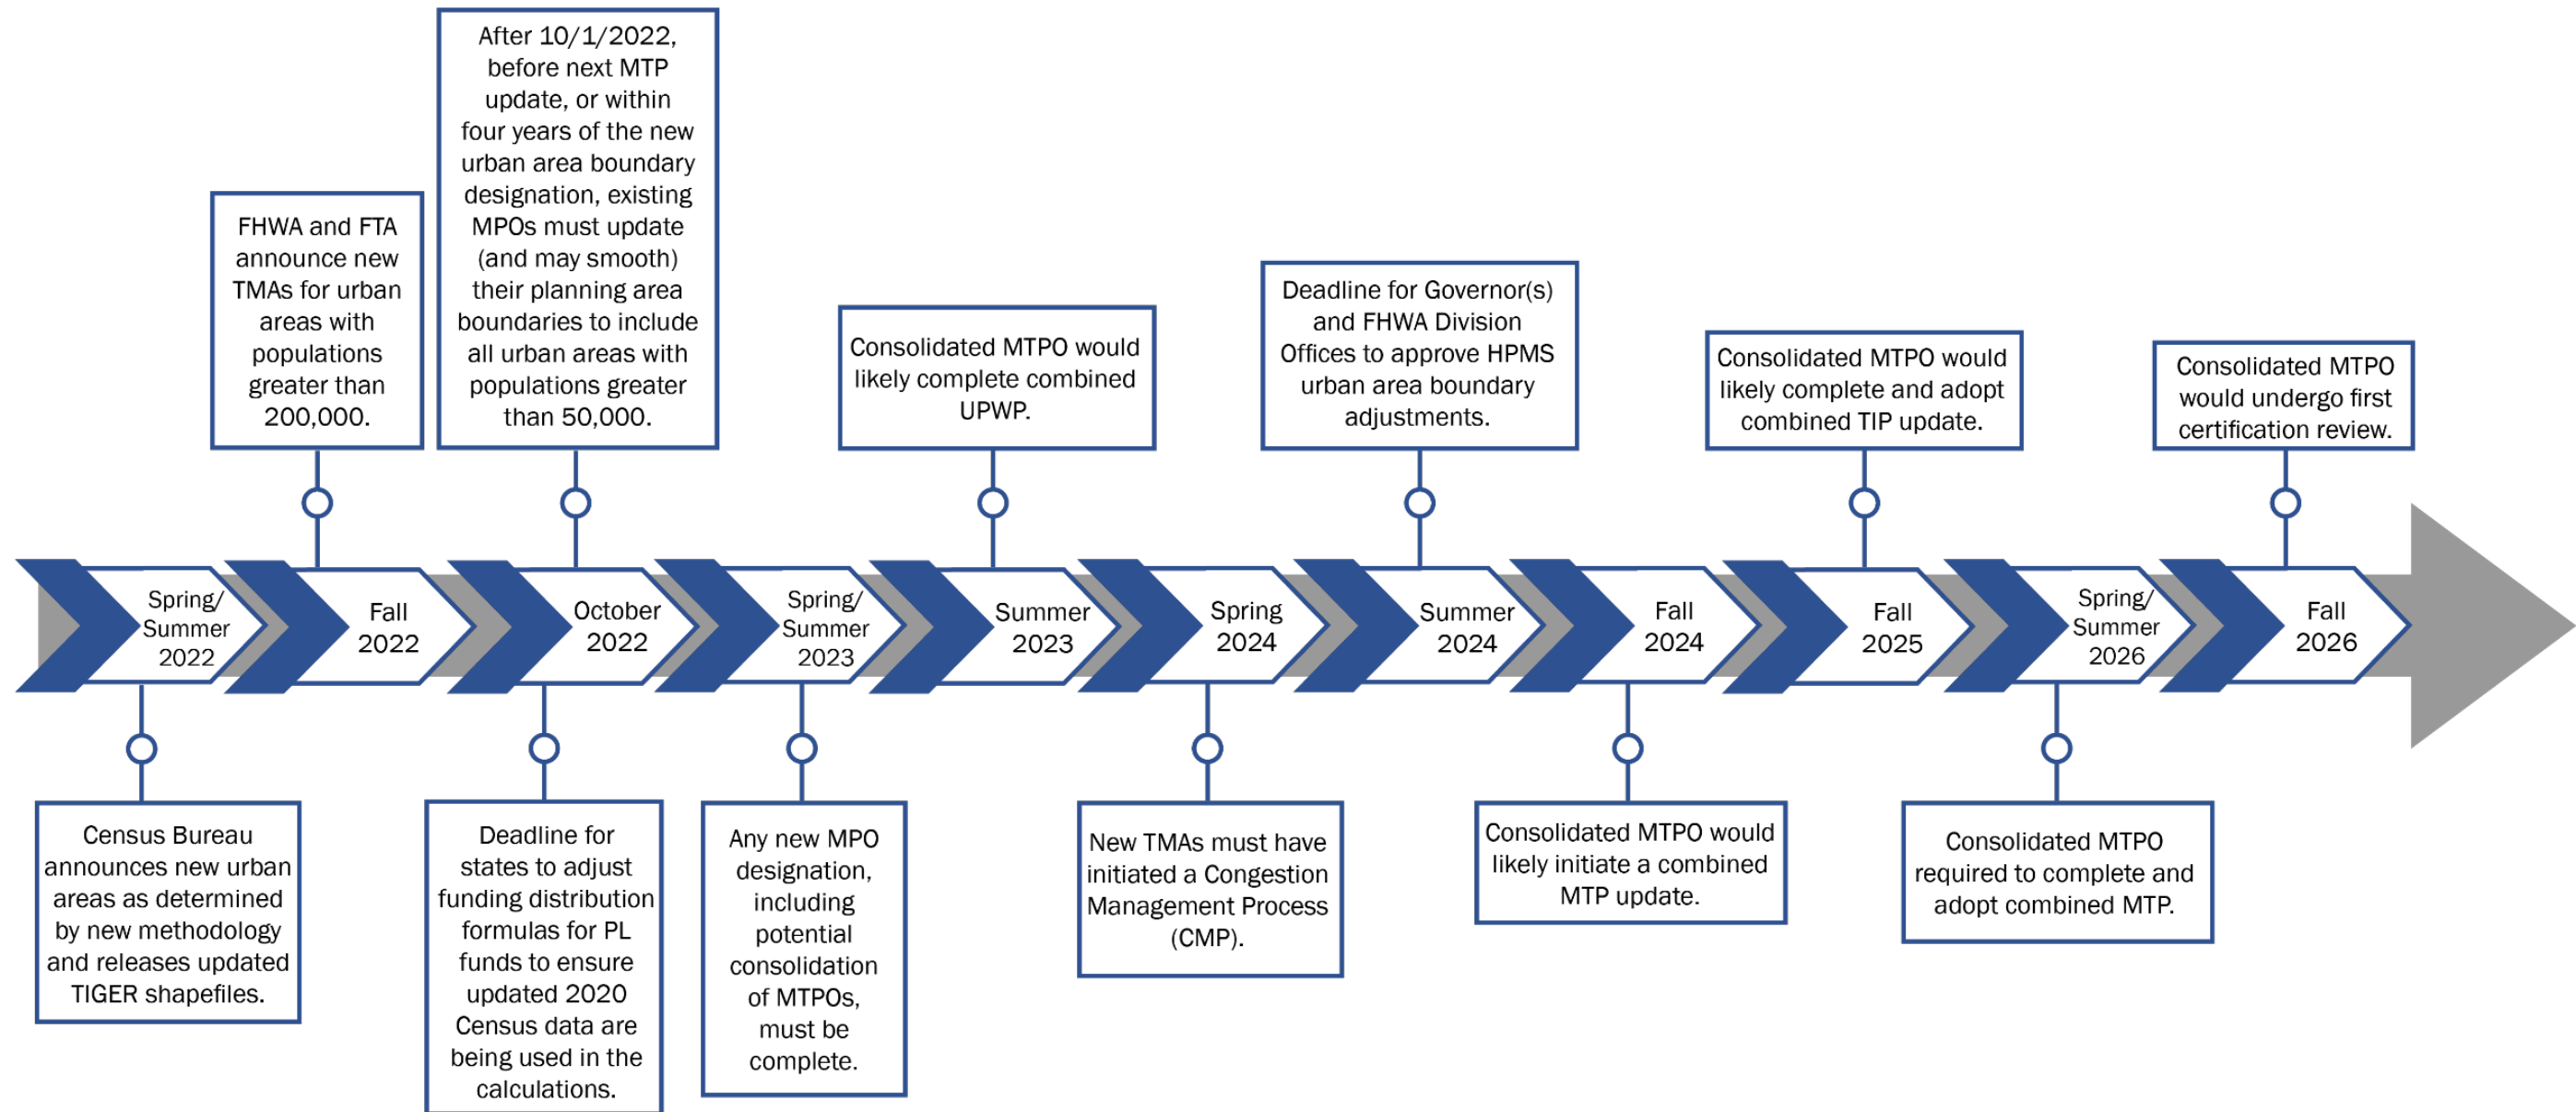 After 10/1/2022,
before next MTP
update, or within
four years of the new
urban area boundary
designation, existing
MPOs must update
(and may smooth)
their planning area
boundaries to include
all urban areas with
populations greater
than 50,000.
FHWA and FTA
announce new
TMAs for urban
areas with
populations
greater than
200,000.
Consolidated MTPO would
likely complete combined
UPWP.
Deadline for Governor(s)
and FHWA Division
Offices to approve HPMS
urban area boundary
adjustments.
Consolidated MTPO would
likely complete and adopt
combined TIP update.
Consolidated MTPO
would undergo first
certification review.
Spring/
Summer
2022
Fall
2022
October
2022
Spring/
Summer
2023
Summer
2023
Spring
2024
Summer
2024
Fall
2024
Fall
2025
Spring/
Summer
2026
Fall
2026
Census Bureau
announces new urban
areas as determined
by new methodology
and releases updated
TIGER shapefiles.
Deadline for
states to adjust
funding distribution
formulas for PL
funds to ensure
updated 2020
Census data are
being used in the
calculations.
Any new MPO
designation,
including
potential
consolidation
of MTPOs,
must be
complete.
New TMAs must have
initiated a Congestion
Management Process
(CMP).
Consolidated MTPO would
likely initiate a combined
MTP update.
Consolidated MTPO
required to complete and
adopt combined MTP.